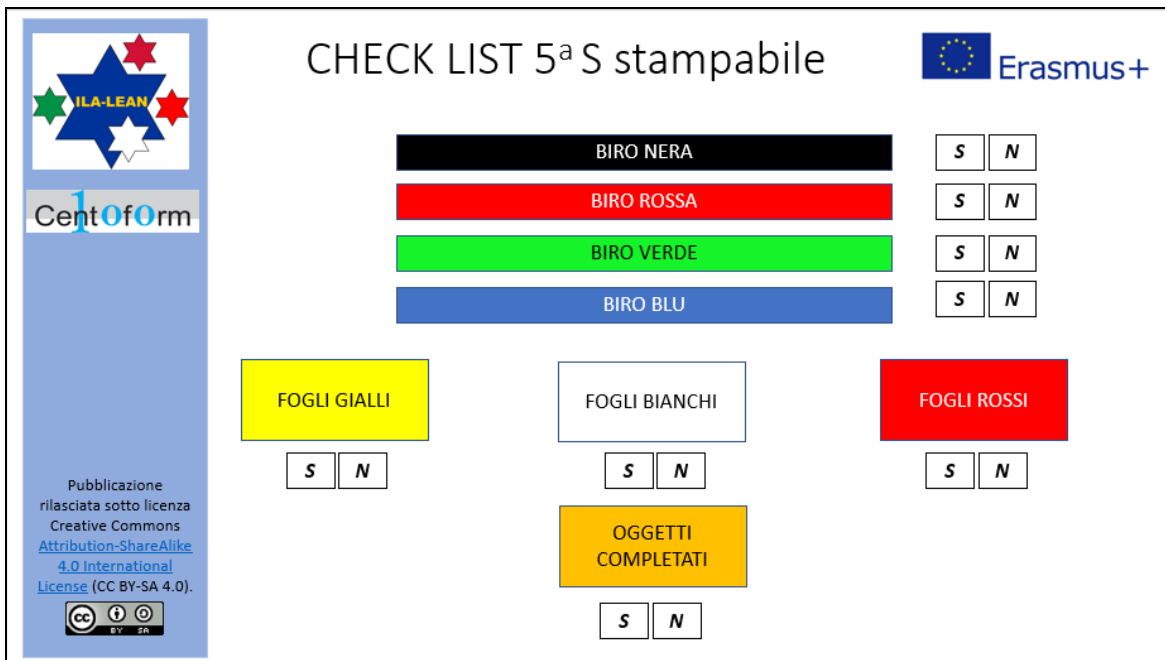 ILA-LEAN
Cent10f0rm
Pubblicazione
rilasciata sotto licenza
Creative Commons
Attribution-ShareAlike
4.0 International
License (CC BY-SA 4.0).
cc
BY SA
CHECK LIST 5ª S stampabile
Erasmus+
BIRO NERA S N
BIRO ROSSA S N
BIRO VERDE S N
BIRO BLU S N
FOGLI GIALLI FOGLI BIANCHI FOGLI ROSSI
S N S N S N
OGGETTI
COMPLETATI
S N